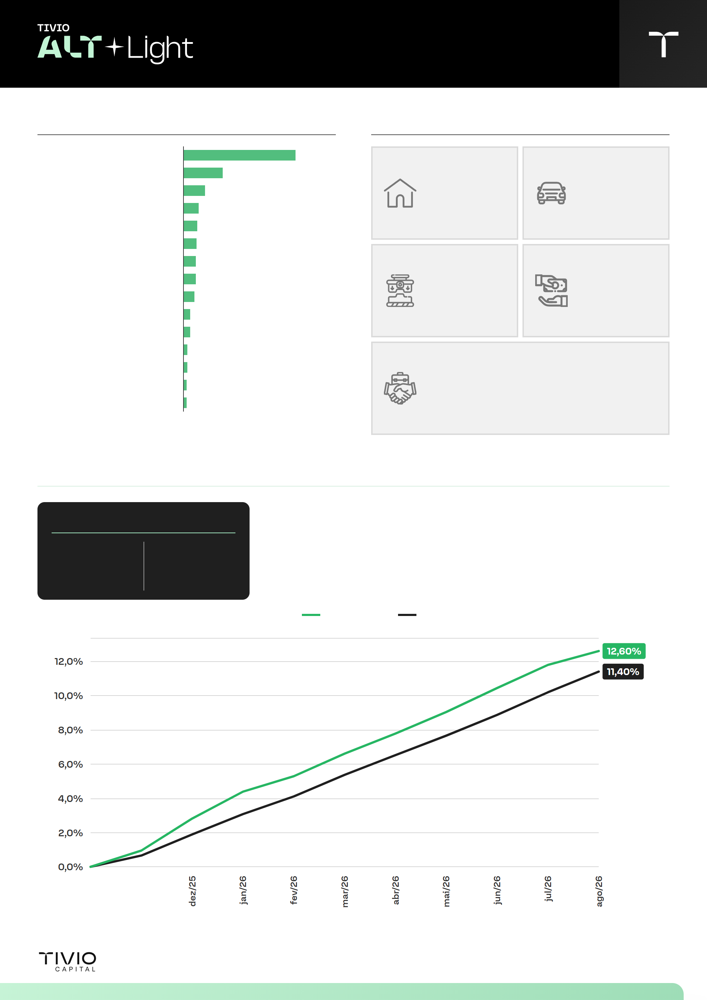 TIVIO
ALT Light
12,60%
11,40%
12,0%
10,0%
8,0%
6,0%
4,0%
2,0%
0,0%
dez/25
jan/26
fev/26
mar/26
abr/26
mai/26
jun/26
jul/26
ago/26
TIVIO
CAPITAL